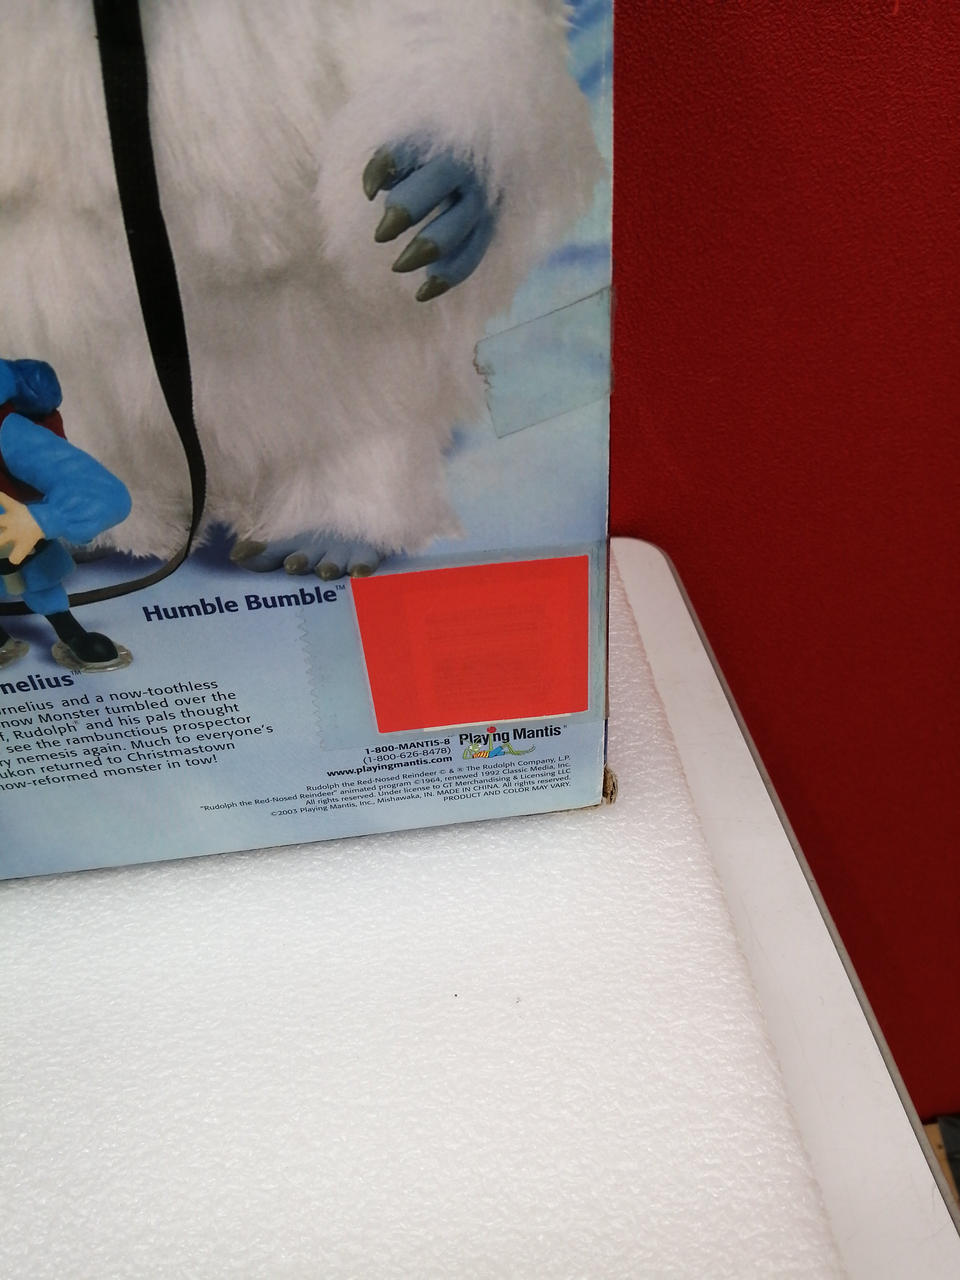 Humble Bumble™
nelius™
rnelius and a now-toothless
now Monster tumbled over the
, Rudolph® and his pals thought
see the rambunctious prospector
ry nemesis again. Much to everyone's
ukon returned to Christmastown
now-reformed monster in tow!
1-800-MANTIS-8
(1-800-626-8478)
www.playingmantis.com
Playing Mantis®
Rudolph the Red-Nosed Reindeer © & ® The Rudolph Company, L.P.
"Rudolph the Red-Nosed Reindeer" animated program ©1964, renewed 1992 Classic Media, Inc.
All rights reserved. Under license to GT Merchandising & Licensing LLC
All rights reserved.
©2003 Playing Mantis, Inc., Mishawaka, IN. MADE IN CHINA.
PRODUCT AND COLOR MAY VARY.